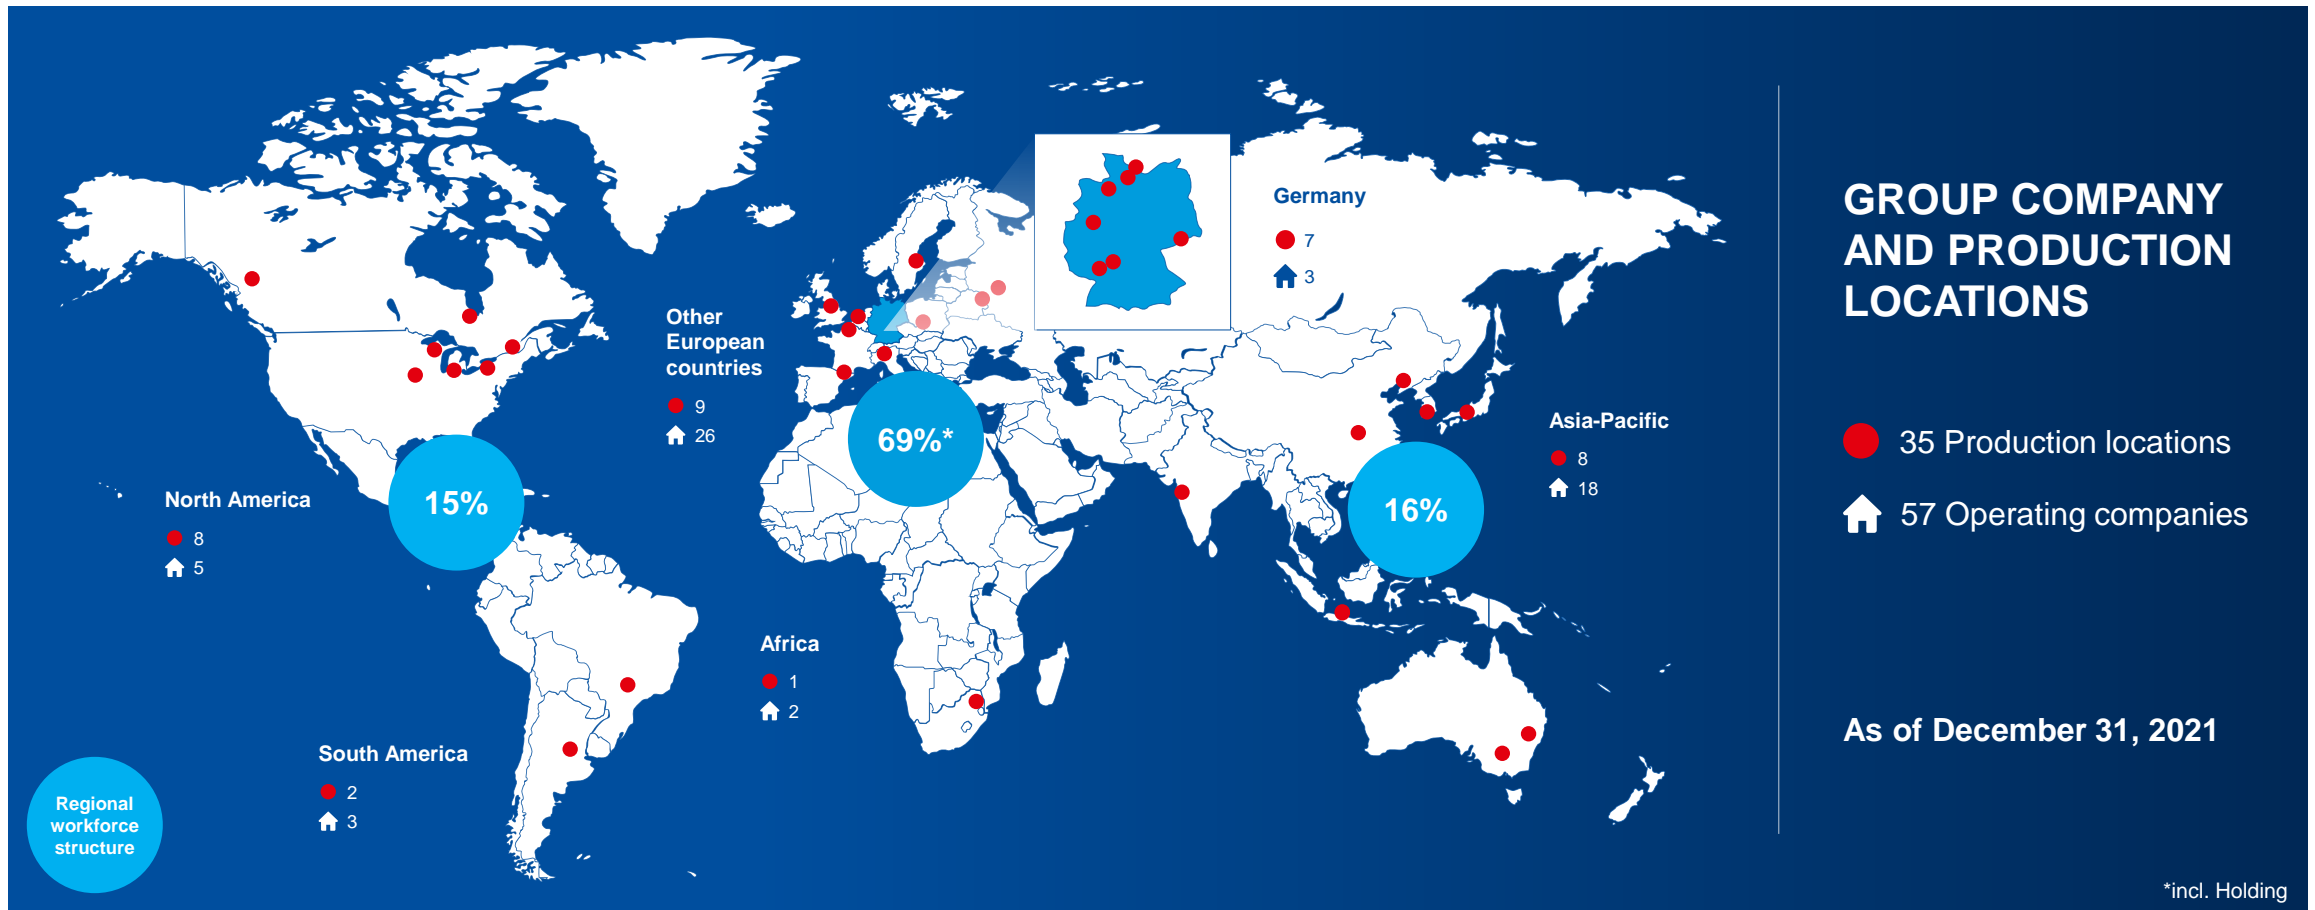 Germany
7
3
Other
European
countries
9
26
69%*
Asia-Pacific
8
18
North America
8
5
15%
16%
Africa
1
2
South America
2
3
Regional
workforce
structure
GROUP COMPANY
AND PRODUCTION
LOCATIONS
35 Production locations
57 Operating companies
As of December 31, 2021
*incl. Holding